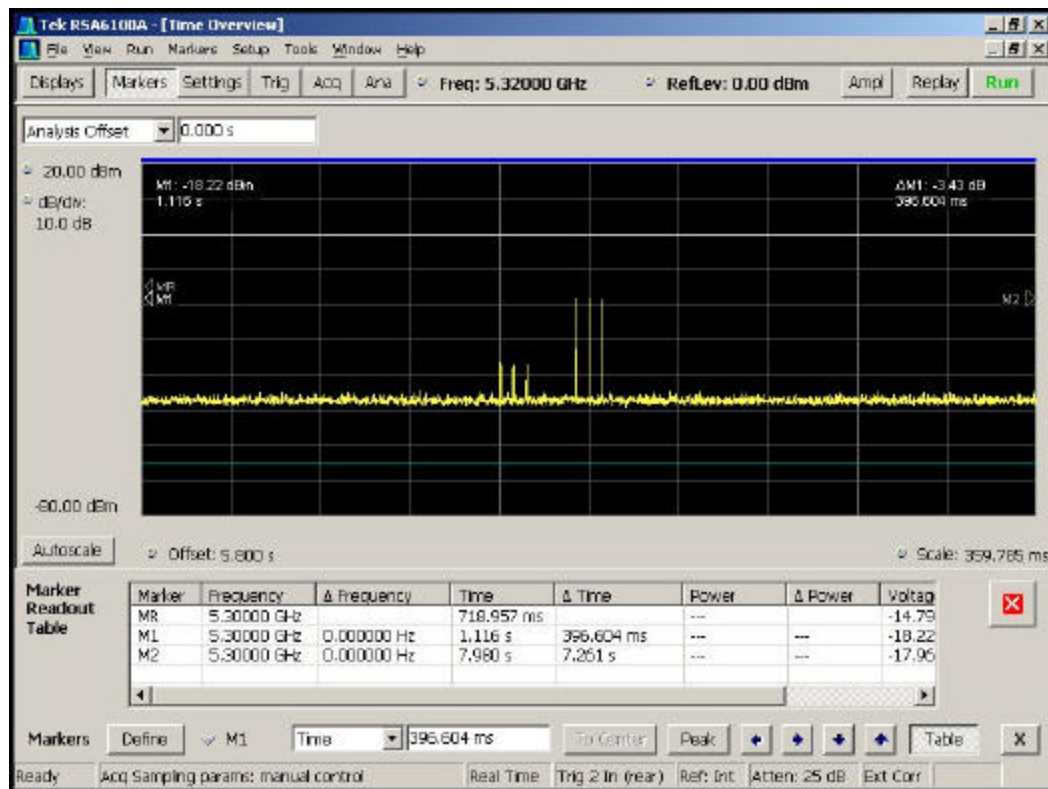 Tek RSA6100A - [Time Overview]
File View Run Markers Setup Tools Window Help
Displays Markers Settings Trig Acq Ana Freq: 5.32000 GHz RefLev: 0.00 dBm Ampl Replay Run
Analysis Offset 0.000 s
20.00 dBm
dB/div:
10.0 dB
M1: -18.22 dBm
1.116 s
ΔM1: -3.43 dB
396.604 ms
MR
M1
M2
-80.00 dBm
Autoscale Offset: 5.800 s Scale: 359.785 ms
Marker Readout Table
Marker Frequency Δ Frequency Time Δ Time Power Δ Power Voltag
MR 5.30000 GHz 718.957 ms --- -14.79
M1 5.30000 GHz 0.000000 Hz 1.116 s 396.604 ms --- --- -18.22
M2 5.30000 GHz 0.000000 Hz 7.980 s 7.261 s --- --- -17.96
Markers Define M1 Time 396.604 ms To Center Peak Table X
Ready Acq Sampling params: manual control Real Time Trig 2 In (rear) Ref: Int Atten: 25 dB Ext Corr